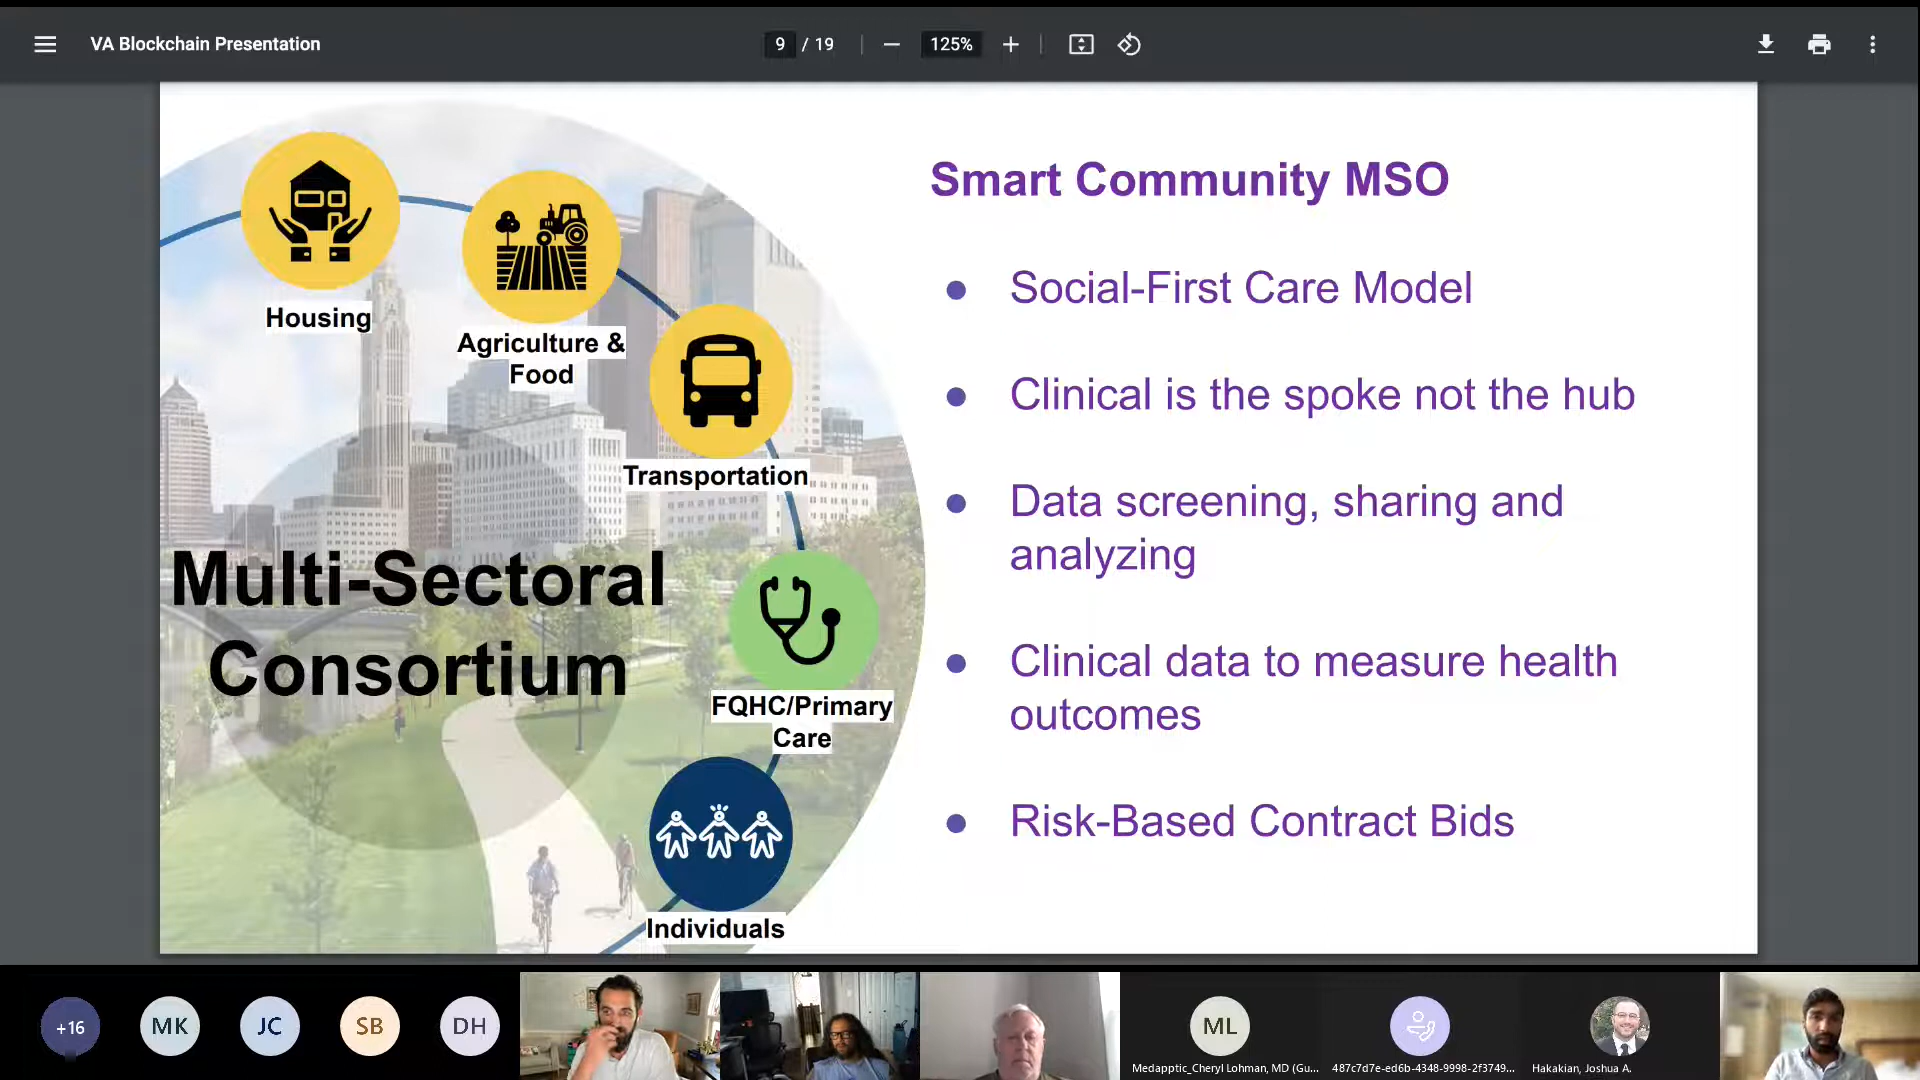 VA Blockchain Presentation
9 / 19
125%
Housing
Agriculture &
Food
Transportation
Multi-Sectoral
Consortium
FQHC/Primary
Care
Individuals
Smart Community MSO
● Social-First Care Model
● Clinical is the spoke not the hub
● Data screening, sharing and
analyzing
● Clinical data to measure health
outcomes
● Risk-Based Contract Bids
+16
MK
JC
SB
DH
ML
Medapptic_Cheryl Lohman, MD (Gu...
487c7d7e-ed6b-4348-9998-2f3749...
Hakakian, Joshua A.